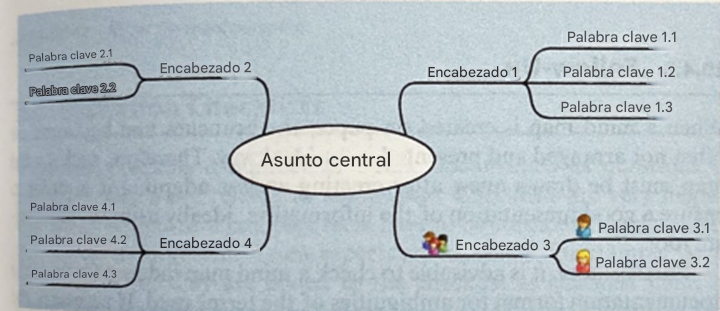 Palabra clave 1.1
Encabezado 1
Palabra clave 1.2
Palabra clave 1.3
Palabra clave 2.1
Encabezado 2
Palabra clave 2.2
Asunto central
Palabra clave 4.1
Palabra clave 4.2
Encabezado 4
Palabra clave 4.3
Encabezado 3
Palabra clave 3.1
Palabra clave 3.2